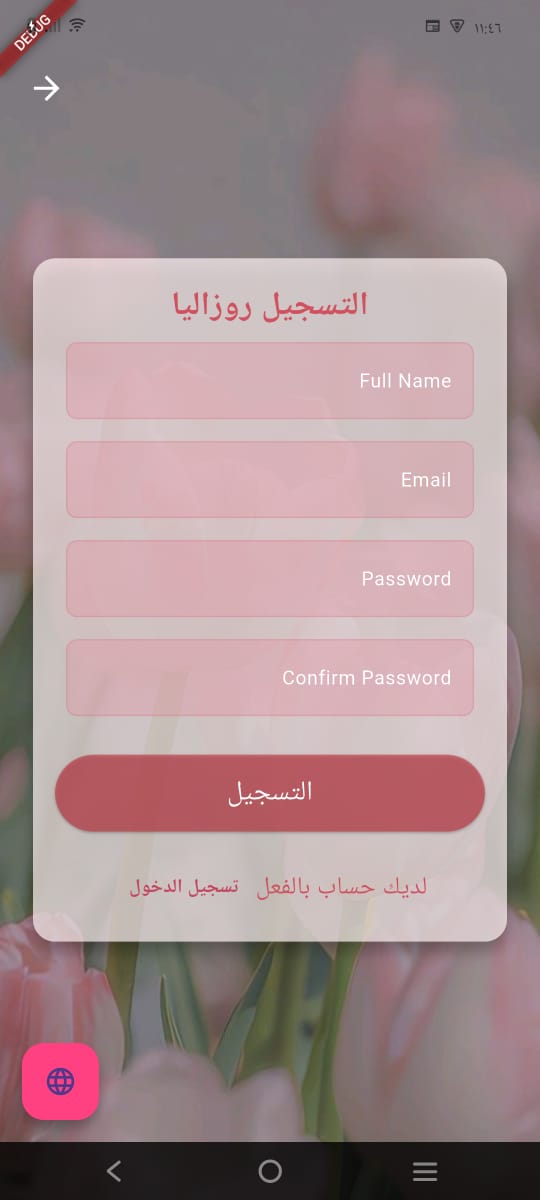 DEBUG
١١:٤٦
التسجيل روزاليا
Full Name
Email
Password
Confirm Password
التسجيل
لديك حساب بالفعل تسجيل الدخول